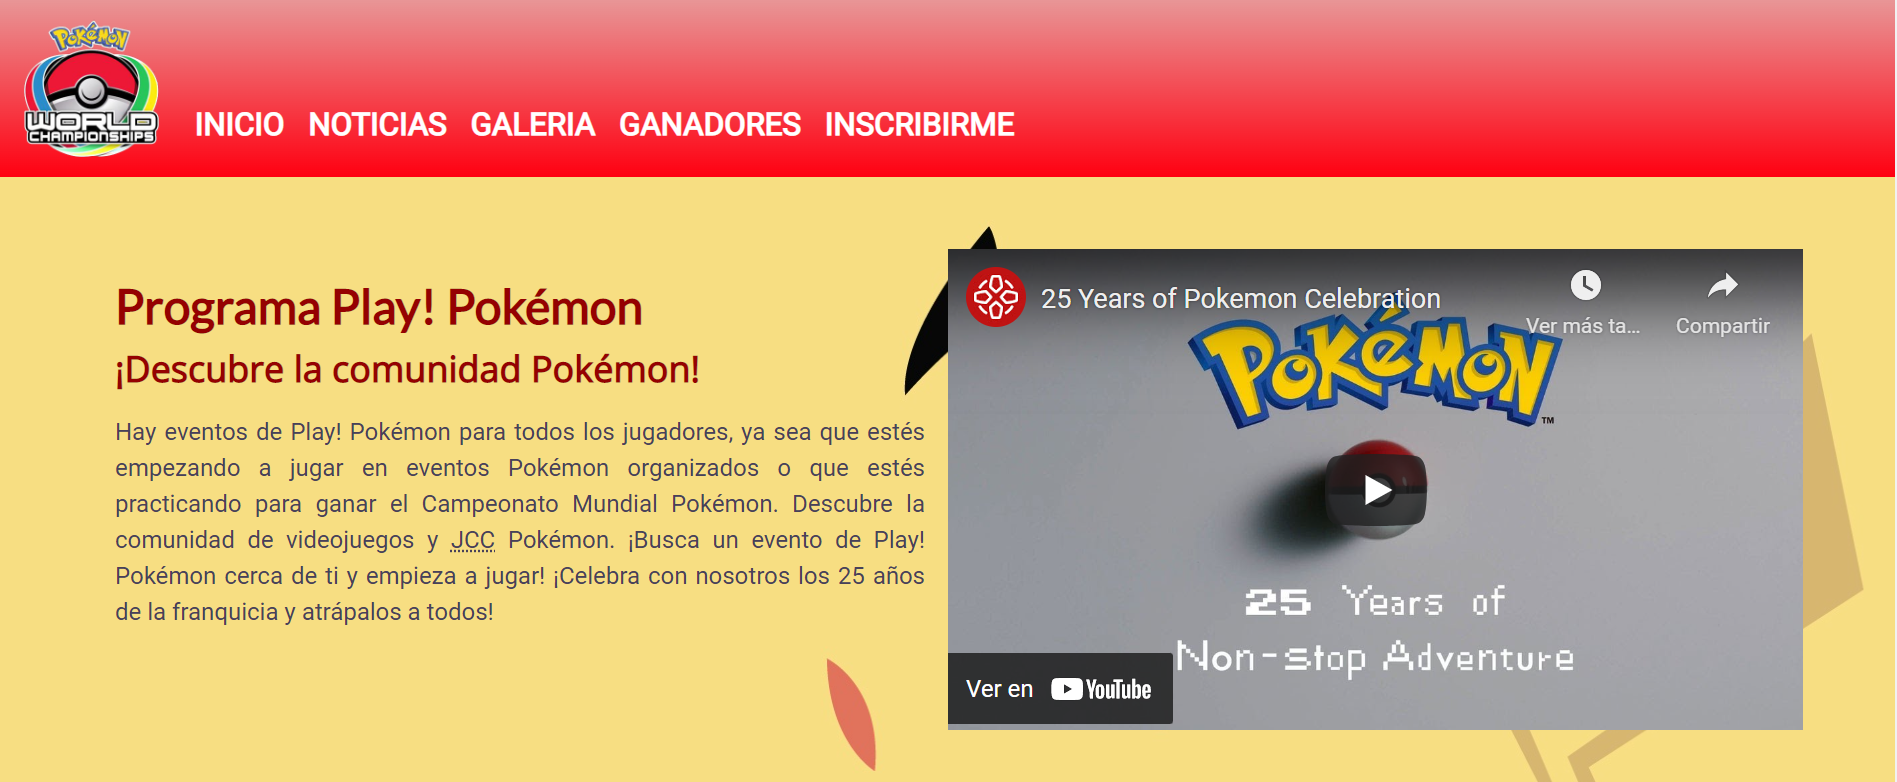 POKÉMON
WORLD
CHAMPIONSHIPS
INICIO NOTICIAS GALERIA GANADORES INSCRIBIRME
Programa Play! Pokémon
¡Descubre la comunidad Pokémon!
Hay eventos de Play! Pokémon para todos los jugadores, ya sea que estés
empezando a jugar en eventos Pokémon organizados o que estés
practicando para ganar el Campeonato Mundial Pokémon. Descubre la
comunidad de videojuegos y JCC Pokémon. ¡Busca un evento de Play!
Pokémon cerca de ti y empieza a jugar! ¡Celebra con nosotros los 25 años
de la franquicia y atrápalos a todos!
25 Years of Pokemon Celebration
Ver más ta...
Compartir
POKÉMON
TM
25 Years of
Non-stop Adventure
Ver en YouTube